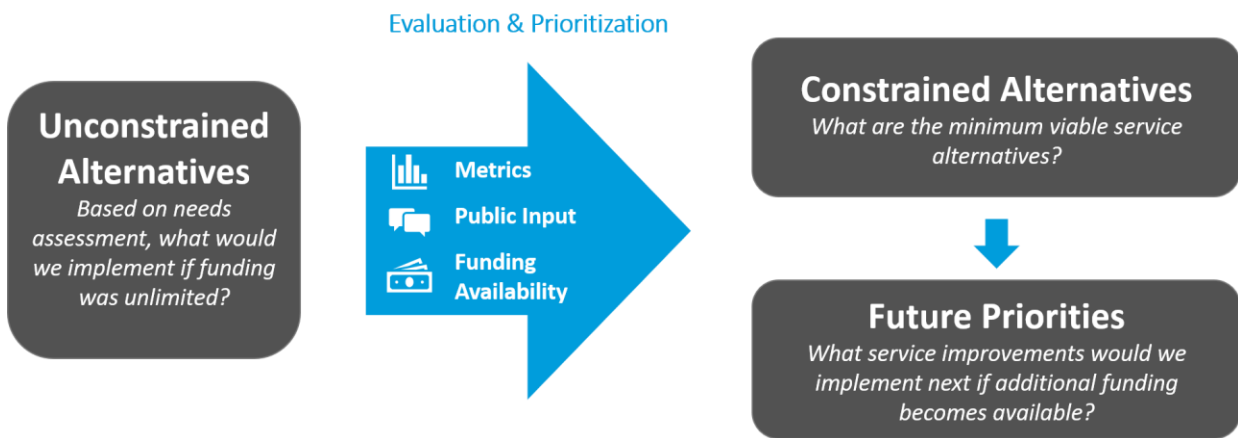 Evaluation & Prioritization
Unconstrained
Alternatives
Based on needs
assessment, what would
we implement if funding
was unlimited?
Metrics
Public Input
Funding
Availability
Constrained Alternatives
What are the minimum viable service
alternatives?
Future Priorities
What service improvements would we
implement next if additional funding
becomes available?